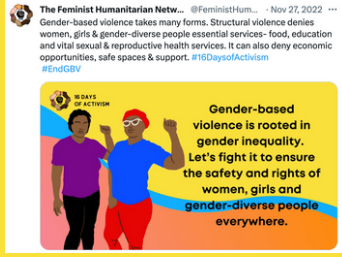 The Feminist Humanitarian Netw... @FeministHum... · Nov 27, 2022 ...
Gender-based violence takes many forms. Structural violence denies
women, girls & gender-diverse people essential services- food, education
and vital sexual & reproductive health services. It can also deny economic
opportunities, safe spaces & support. #16DaysofActivism
#EndGBV
16 DAYS
OF ACTIVISM
Gender-based
violence is rooted in
gender inequality.
Let's fight it to ensure
the safety and rights of
women, girls and
gender-diverse people
everywhere.